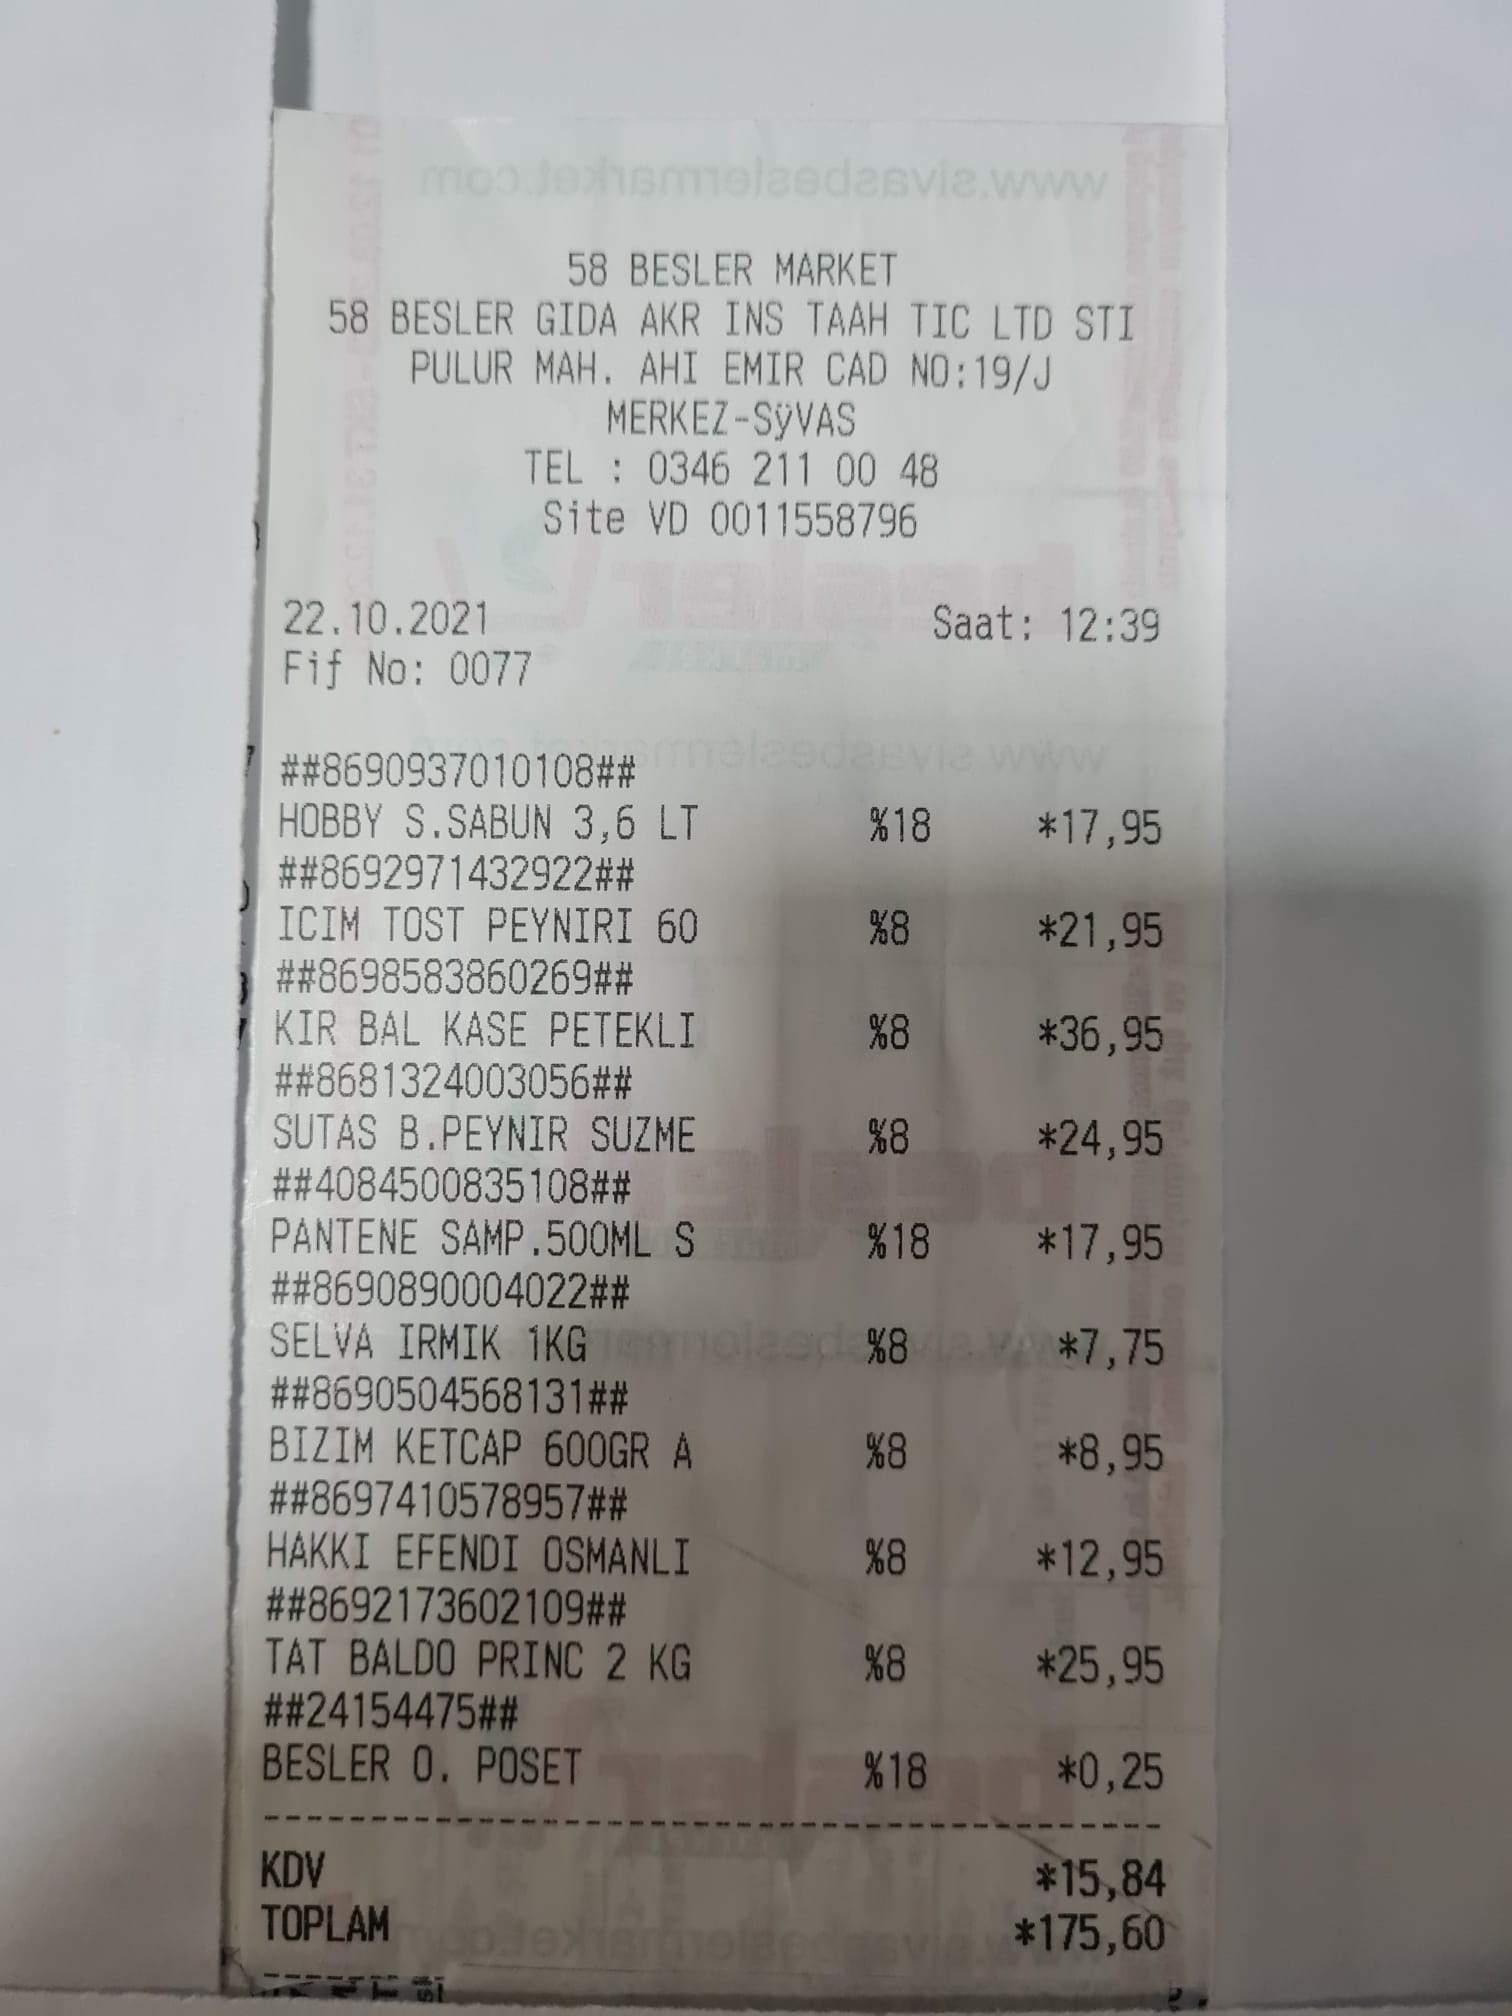 58 BESLER MARKET
58 BESLER GIDA AKR INS TAAH TIC LTD STI
PULUR MAH. AHI EMIR CAD NO:19/J
MERKEZ-SÿVAS
TEL : 0346 211 00 48
Site VD 0011558796
22.10.2021 Saat: 12:39
Fif No: 0077
##8690937010108##
HOBBY S.SABUN 3,6 LT %18 *17,95
##8692971432922##
ICIM TOST PEYNIRI 60 %8 *21,95
##8698583860269##
KIR BAL KASE PETEKLI %8 *36,95
##8681324003056##
SUTAS B.PEYNIR SUZME %8 *24,95
##4084500835108##
PANTENE SAMP.500ML S %18 *17,95
##8690890004022##
SELVA IRMIK 1KG %8 *7,75
##8690504568131##
BIZIM KETCAP 600GR A %8 *8,95
##8697410578957##
HAKKI EFENDI OSMANLI %8 *12,95
##8692173602109##
TAT BALDO PRINC 2 KG %8 *25,95
##24154475##
BESLER O. POSET %18 *0,25
KDV *15,84
TOPLAM *175,60